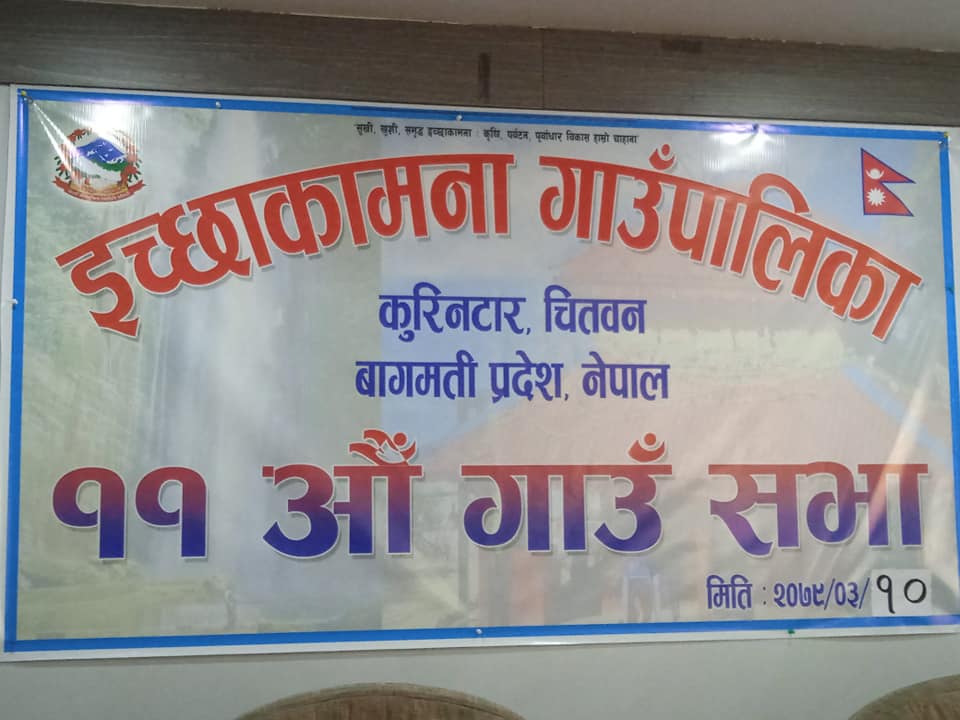 "सुखी, खुशी, समृद्ध इच्छाकामना : कृषि, पर्यटन, पूर्वाधार विकास हाम्रो चाहाना"
इच्छाकामना गाउँपालिका
कुरिनटार, चितवन
बागमती प्रदेश, नेपाल
११ औं गाउँ सभा
मिति : २०७९/०३/१०